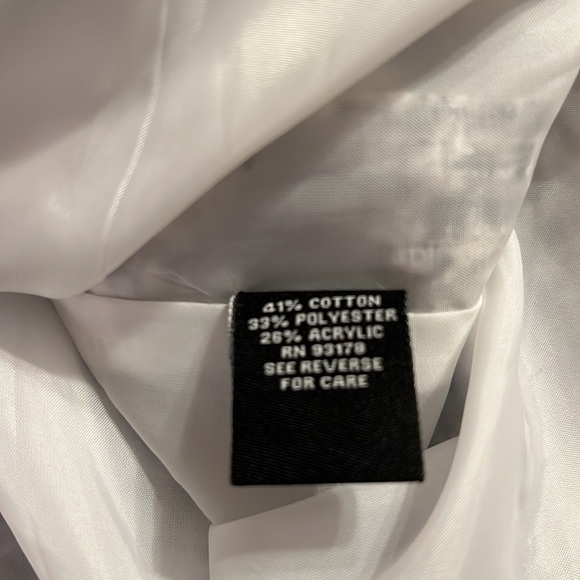 41% COTTON
33% POLYESTER
26% ACRYLIC
RN 93178
SEE REVERSE
FOR CARE